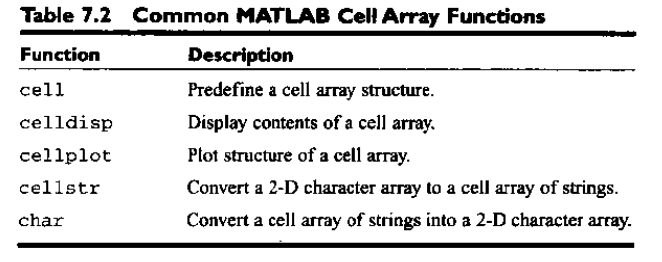 Table 7.2 Common MATLAB Cell Array Functions
Function Description
cell Predefine a cell array structure.
celldisp Display contents of a cell array.
cellplot Plot structure of a cell array.
cellstr Convert a 2-D character array to a cell array of strings.
char Convert a cell array of strings into a 2-D character array.